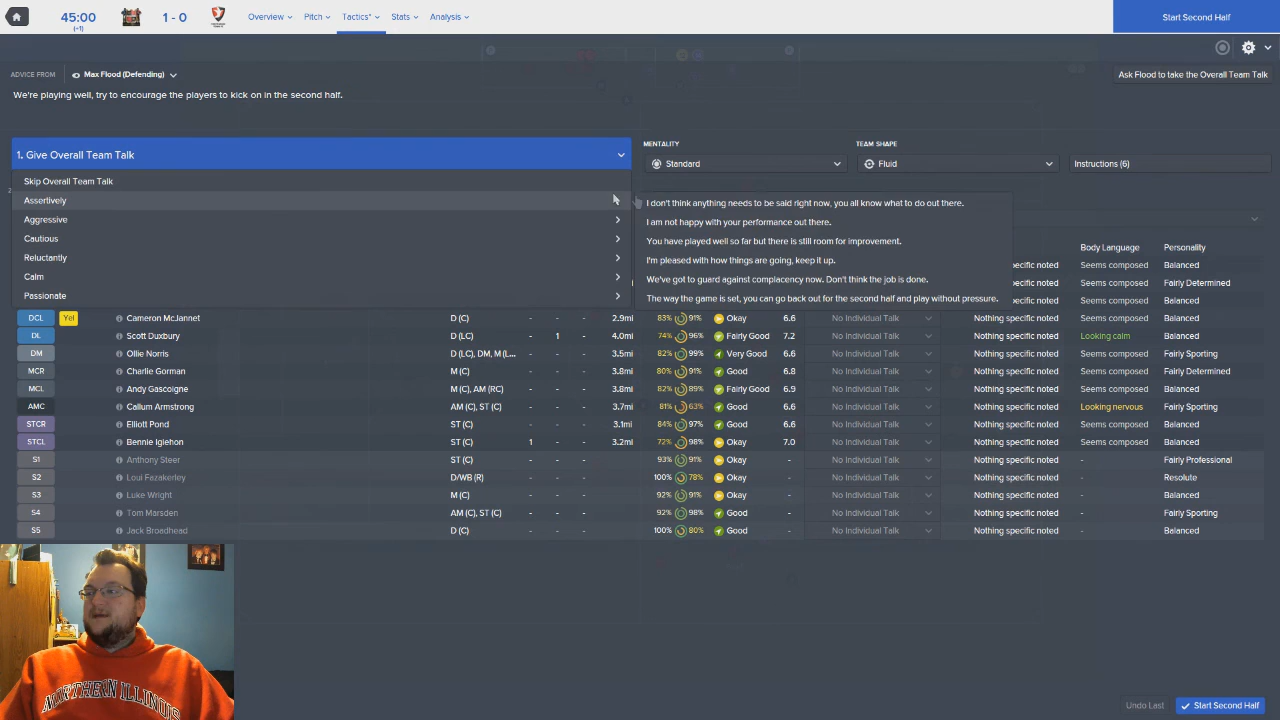 45:00
(+1)
1 - 0
Overview
Pitch
Tactics*
Stats
Analysis
Start Second Half
ADVICE FROM
Max Flood (Defending)
Ask Flood to take the Overall Team Talk
We're playing well, try to encourage the players to kick on in the second half.
1. Give Overall Team Talk
MENTALITY
Standard
TEAM SHAPE
Fluid
Instructions (6)
Skip Overall Team Talk
Assertively
Aggressive
Cautious
Reluctantly
Calm
Passionate
I don't think anything needs to be said right now, you all know what to do out there.
I am not happy with your performance out there.
You have played well so far but there is still room for improvement.
I'm pleased with how things are going, keep it up.
We've got to guard against complacency now. Don't think the job is done.
The way the game is set, you can go back out for the second half and play without pressure.
Body Language Personality
Seems composed Balanced
Nothing specific noted Seems composed Fairly Determined
Nothing specific noted Seems composed Balanced
DCL Yel Cameron McJannet D (C) - - - 2.9mi 83% 91% Okay 6.6 No Individual Talk Nothing specific noted Seems composed Balanced
DL Scott Duxbury D (LC) - 1 - 4.0mi 74% 96% Fairly Good 7.2 No Individual Talk Nothing specific noted Looking calm Balanced
DM Ollie Norris D (LC), DM, M (L... - - - 3.5mi 82% 99% Very Good 6.6 No Individual Talk Nothing specific noted Seems composed Fairly Sporting
MCR Charlie Gorman M (C) - - - 3.8mi 80% 91% Good 6.8 No Individual Talk Nothing specific noted Seems composed Fairly Determined
MCL Andy Gascoigne M (C), AM (RC) - - - 3.8mi 82% 89% Fairly Good 6.9 No Individual Talk Nothing specific noted Seems composed Balanced
AMC Callum Armstrong AM (C), ST (C) - - - 3.7mi 81% 63% Good 6.6 No Individual Talk Nothing specific noted Looking nervous Fairly Sporting
STCR Elliott Pond ST (C) - - - 3.1mi 84% 97% Good 6.6 No Individual Talk Nothing specific noted Seems composed Balanced
STCL Bennie Iglehon ST (C) 1 - - 3.2mi 72% 98% Okay 7.0 No Individual Talk Nothing specific noted Seems composed Balanced
S1 Anthony Steer ST (C) - - - 93% 91% Okay - No Individual Talk Nothing specific noted - Fairly Professional
S2 Loui Fazakerley D/WB (R) - - - 100% 78% Okay - No Individual Talk Nothing specific noted - Resolute
S3 Luke Wright M (C) - - - 92% 91% Okay - No Individual Talk Nothing specific noted - Balanced
S4 Tom Marsden AM (C), ST (C) - - - 92% 98% Good - No Individual Talk Nothing specific noted - Fairly Sporting
S5 Jack Broadhead D (C) - - - 100% 80% Good - No Individual Talk Nothing specific noted - Balanced
NORTHERN ILLINOIS
Undo Last
Start Second Half